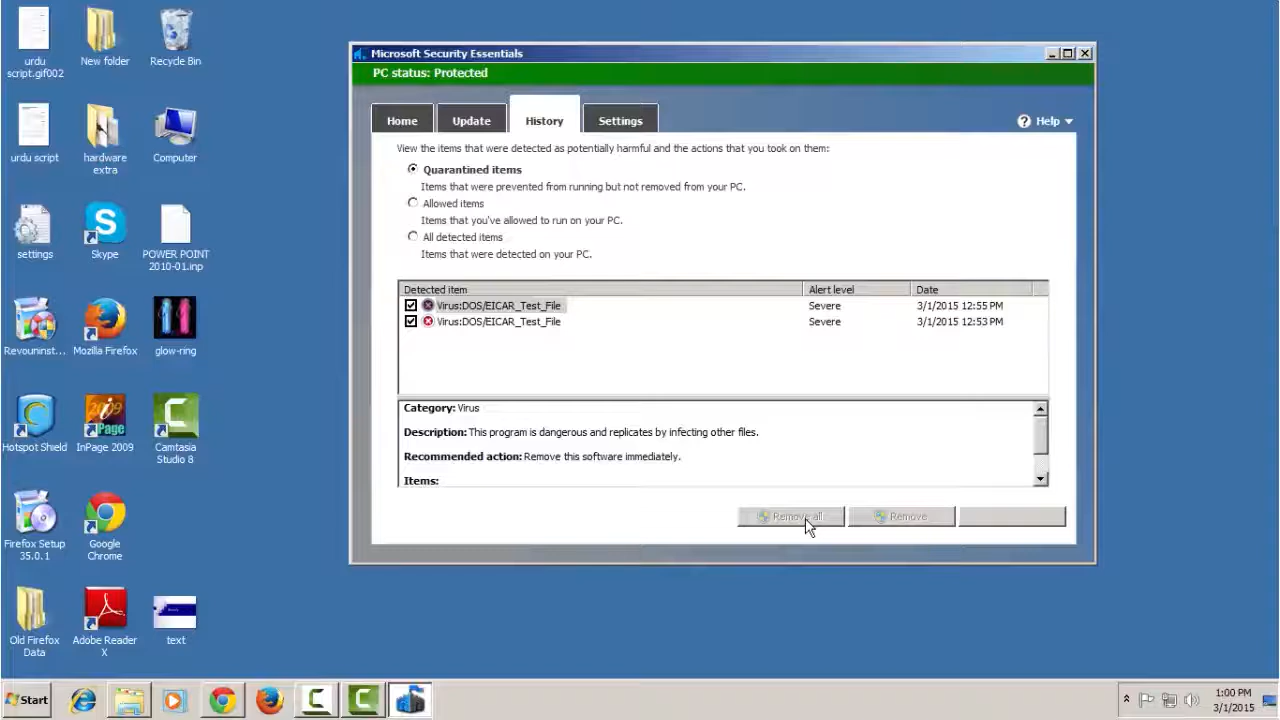 urdu
script.gif002
New folder
Recycle Bin
urdu script
hardware
extra
Computer
settings
Skype
POWER POINT
2010-01.inp
Revouninst...
Mozilla Firefox
glow-ring
Hotspot Shield
InPage 2009
Camtasia
Studio 8
Firefox Setup
35.0.1
Google
Chrome
Old Firefox
Data
Adobe Reader
X
text
Microsoft Security Essentials
PC status: Protected
Home
Update
History
Settings
Help
View the items that were detected as potentially harmful and the actions that you took on them:
Quarantined items
Items that were prevented from running but not removed from your PC.
Allowed items
Items that you've allowed to run on your PC.
All detected items
Items that were detected on your PC.
Detected item Alert level Date
Virus:DOS/EICAR_Test_File Severe 3/1/2015 12:55 PM
Virus:DOS/EICAR_Test_File Severe 3/1/2015 12:53 PM
Category: Virus
Description: This program is dangerous and replicates by infecting other files.
Recommended action: Remove this software immediately.
Items:
Remove all
Remove
Start
1:00 PM
3/1/2015